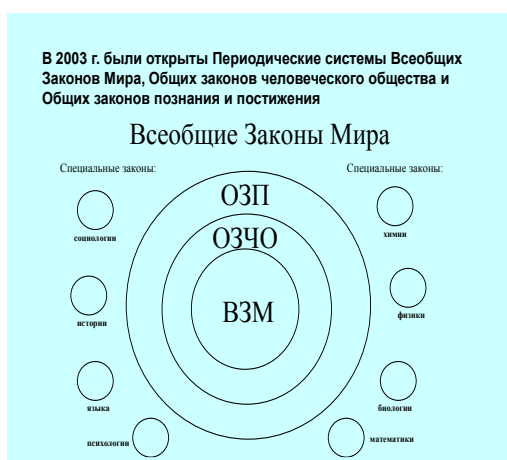 В 2003 г. были открыты Периодические системы Всеобщих
Законов Мира, Общих законов человеческого общества и
Общих законов познания и постижения
Всеобщие Законы Мира
Специальные законы:
Специальные законы:
ОЗП
социологии
химии
ОЗЧО
ВЗМ
истории
физики
языка
биологии
психологии
математики